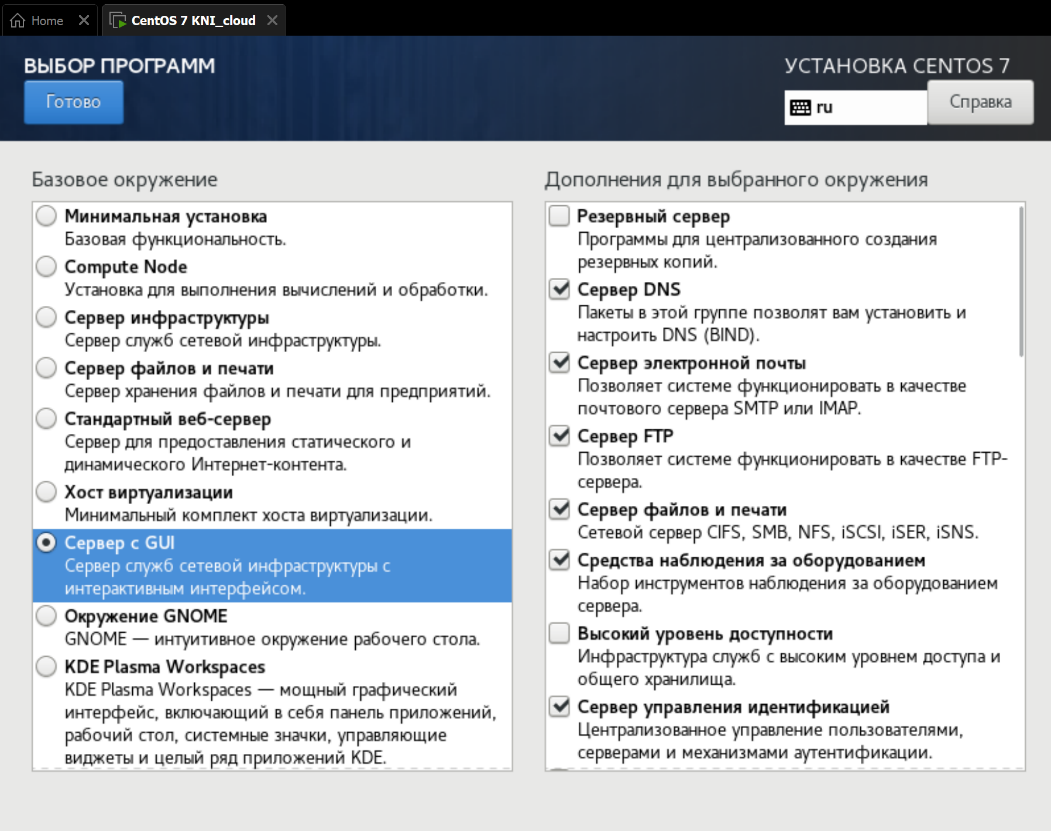 Home
CentOS 7 KNI_cloud
ВЫБОР ПРОГРАММ
УСТАНОВКА CENTOS 7
Готово
ru
Справка
Базовое окружение
Минимальная установка
Базовая функциональность.
Compute Node
Установка для выполнения вычислений и обработки.
Сервер инфраструктуры
Сервер служб сетевой инфраструктуры.
Сервер файлов и печати
Сервер хранения файлов и печати для предприятий.
Стандартный веб-сервер
Сервер для предоставления статического и
динамического Интернет-контента.
Хост виртуализации
Минимальный комплект хоста виртуализации.
Сервер с GUI
Сервер служб сетевой инфраструктуры с
интерактивным интерфейсом.
Окружение GNOME
GNOME — интуитивное окружение рабочего стола.
KDE Plasma Workspaces
KDE Plasma Workspaces — мощный графический
интерфейс, включающий в себя панель приложений,
рабочий стол, системные значки, управляющие
виджеты и целый ряд приложений KDE.
Дополнения для выбранного окружения
Резервный сервер
Программы для централизованного создания
резервных копий.
Сервер DNS
Пакеты в этой группе позволят вам установить и
настроить DNS (BIND).
Сервер электронной почты
Позволяет системе функционировать в качестве
почтового сервера SMTP или IMAP.
Сервер FTP
Позволяет системе функционировать в качестве FTP-
сервера.
Сервер файлов и печати
Сетевой сервер CIFS, SMB, NFS, iSCSI, iSER, iSNS.
Средства наблюдения за оборудованием
Набор инструментов наблюдения за оборудованием
сервера.
Высокий уровень доступности
Инфраструктура служб с высоким уровнем доступа и
общего хранилища.
Сервер управления идентификацией
Централизованное управление пользователями,
серверами и механизмами аутентификации.